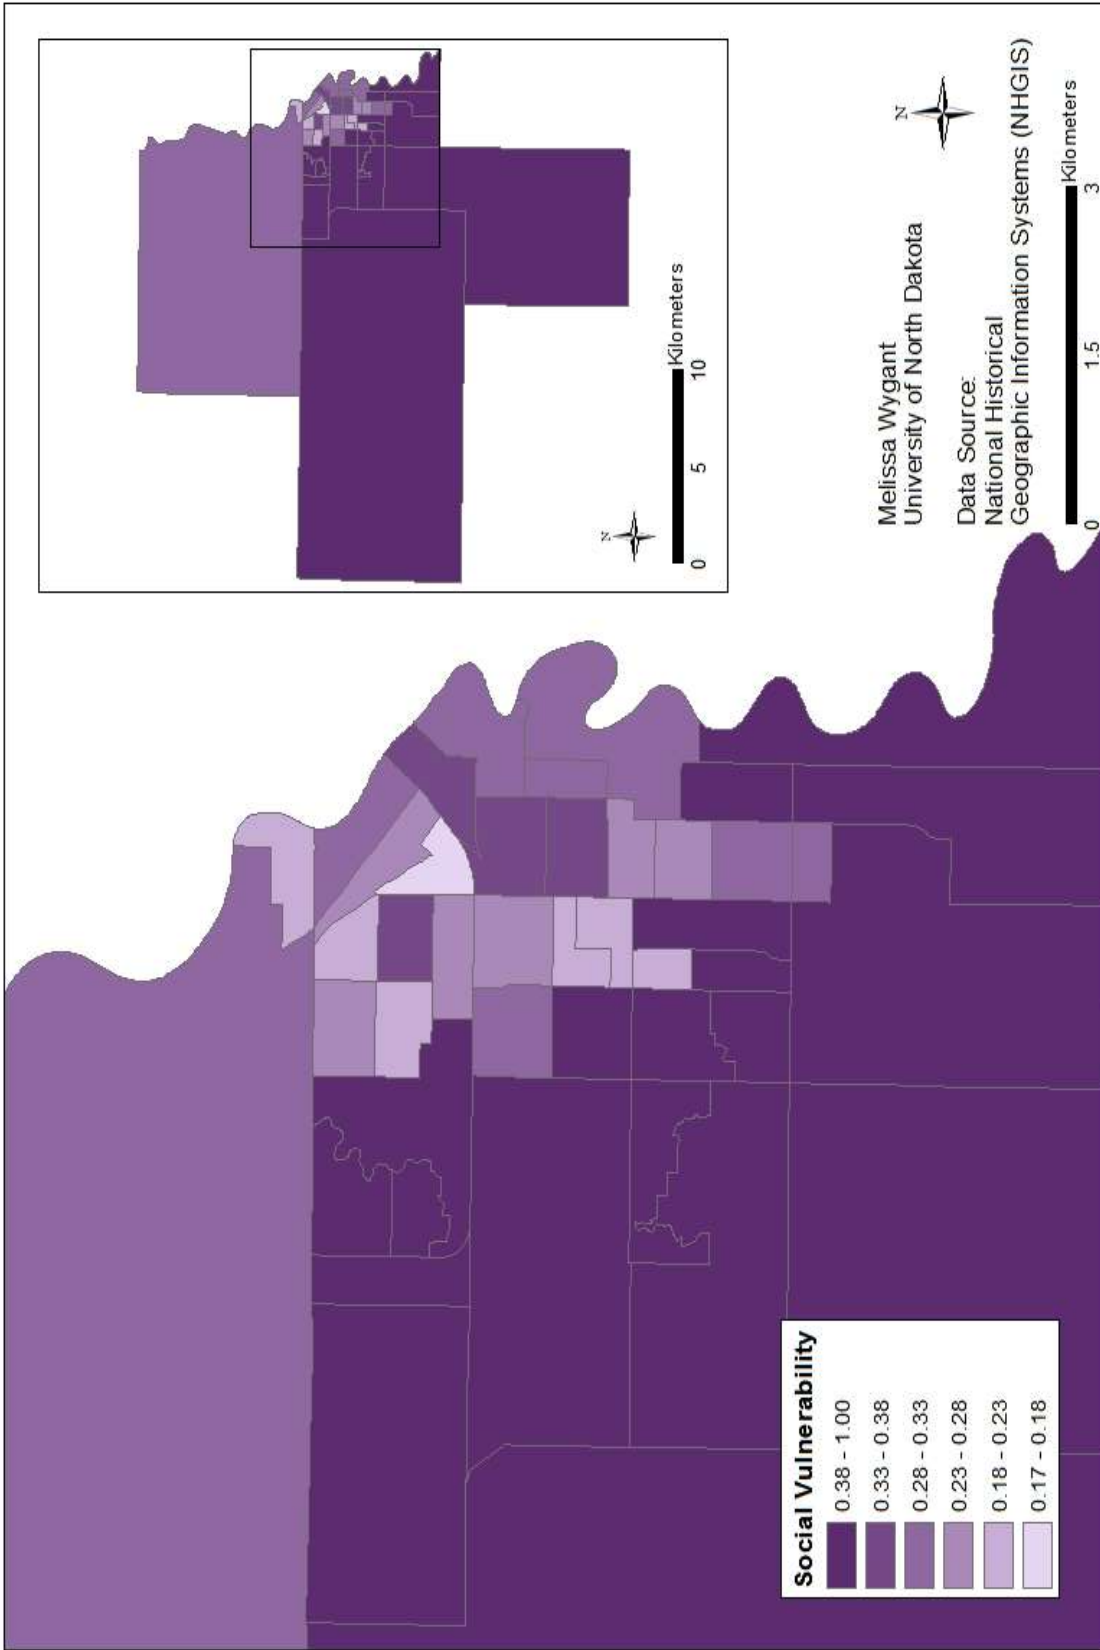 N
0 5 10
Kilometers
Melissa Wygant
University of North Dakota
Data Source:
National Historical
Geographic Information Systems (NHGIS)
N
0 1.5 3
Kilometers
Social Vulnerability
0.38 - 1.00
0.33 - 0.38
0.28 - 0.33
0.23 - 0.28
0.18 - 0.23
0.17 - 0.18